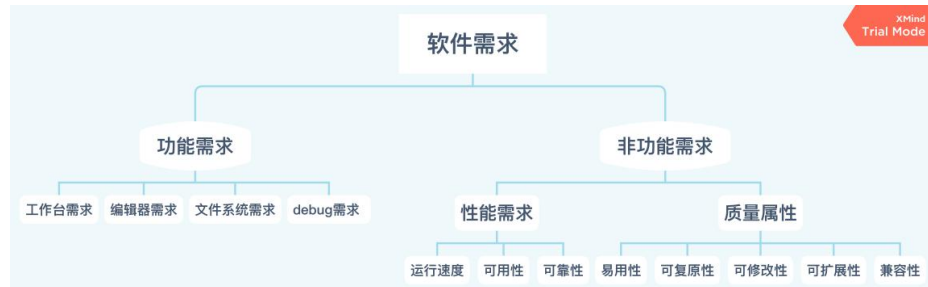 XMind
Trial Mode
软件需求
功能需求
非功能需求
工作台需求
编辑器需求
文件系统需求
debug需求
性能需求
质量属性
运行速度
可用性
可靠性
易用性
可复原性
可修改性
可扩展性
兼容性